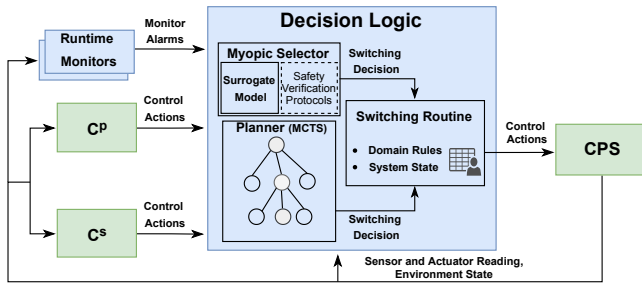 Decision Logic
Monitor
Alarms
Runtime
Monitors
Myopic Selector
Surrogate
Model
Safety
Verification
Protocols
Switching
Decision
Control
Actions
Cᵖ
Planner (MCTS)
Switching Routine
• Domain Rules
• System State
Control
Actions
CPS
Control
Actions
Cˢ
Switching
Decision
Sensor and Actuator Reading,
Environment State